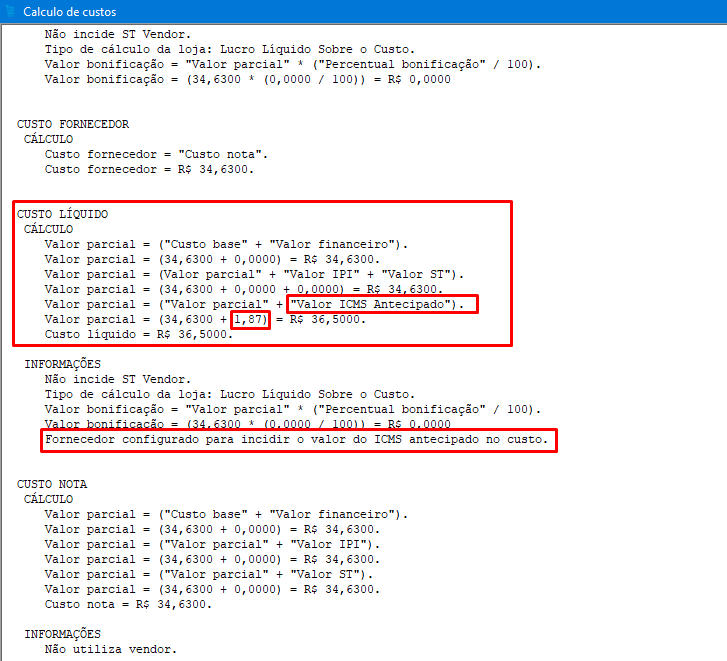 Calculo de custos
Não incide ST Vendor.
Tipo de cálculo da loja: Lucro Líquido Sobre o Custo.
Valor bonificação = "Valor parcial" * ("Percentual bonificação" / 100).
Valor bonificação = (34,6300 * (0,0000 / 100)) = R$ 0,0000
CUSTO FORNECEDOR
CÁLCULO
Custo fornecedor = "Custo nota".
Custo fornecedor = R$ 34,6300.
CUSTO LÍQUIDO
CÁLCULO
Valor parcial = ("Custo base" + "Valor financeiro").
Valor parcial = (34,6300 + 0,0000) = R$ 34,6300.
Valor parcial = (Valor parcial" + "Valor IPI" + "Valor ST").
Valor parcial = (34,6300 + 0,0000 + 0,0000) = R$ 34,6300.
Valor parcial = ("Valor parcial" + "Valor ICMS Antecipado").
Valor parcial = (34,6300 + 1,87) = R$ 36,5000.
Custo líquido = R$ 36,5000.
INFORMAÇÕES
Não incide ST Vendor.
Tipo de cálculo da loja: Lucro Líquido Sobre o Custo.
Valor bonificação = "Valor parcial" * ("Percentual bonificação" / 100).
Valor bonificação = (34,6300 * (0,0000 / 100)) = R$ 0,0000
Fornecedor configurado para incidir o valor do ICMS antecipado no custo.
CUSTO NOTA
CÁLCULO
Valor parcial = ("Custo base" + "Valor financeiro").
Valor parcial = (34,6300 + 0,0000) = R$ 34,6300.
Valor parcial = ("Valor parcial" + "Valor IPI").
Valor parcial = (34,6300 + 0,0000) = R$ 34,6300.
Valor parcial = ("Valor parcial" + "Valor ST").
Valor parcial = (34,6300 + 0,0000) = R$ 34,6300.
Custo nota = R$ 34,6300.
INFORMAÇÕES
Não utiliza vendor.